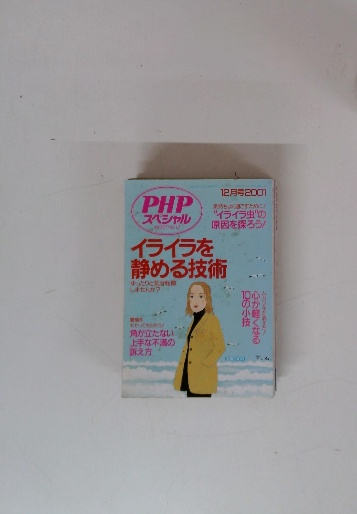 12月号2001
PHP
スペシャル
"イライラ虫"の
原因を探ろう!
イライラを
静める技術
心が軽くなる
10の小技
角が立たない
上手な不満の
訴え方